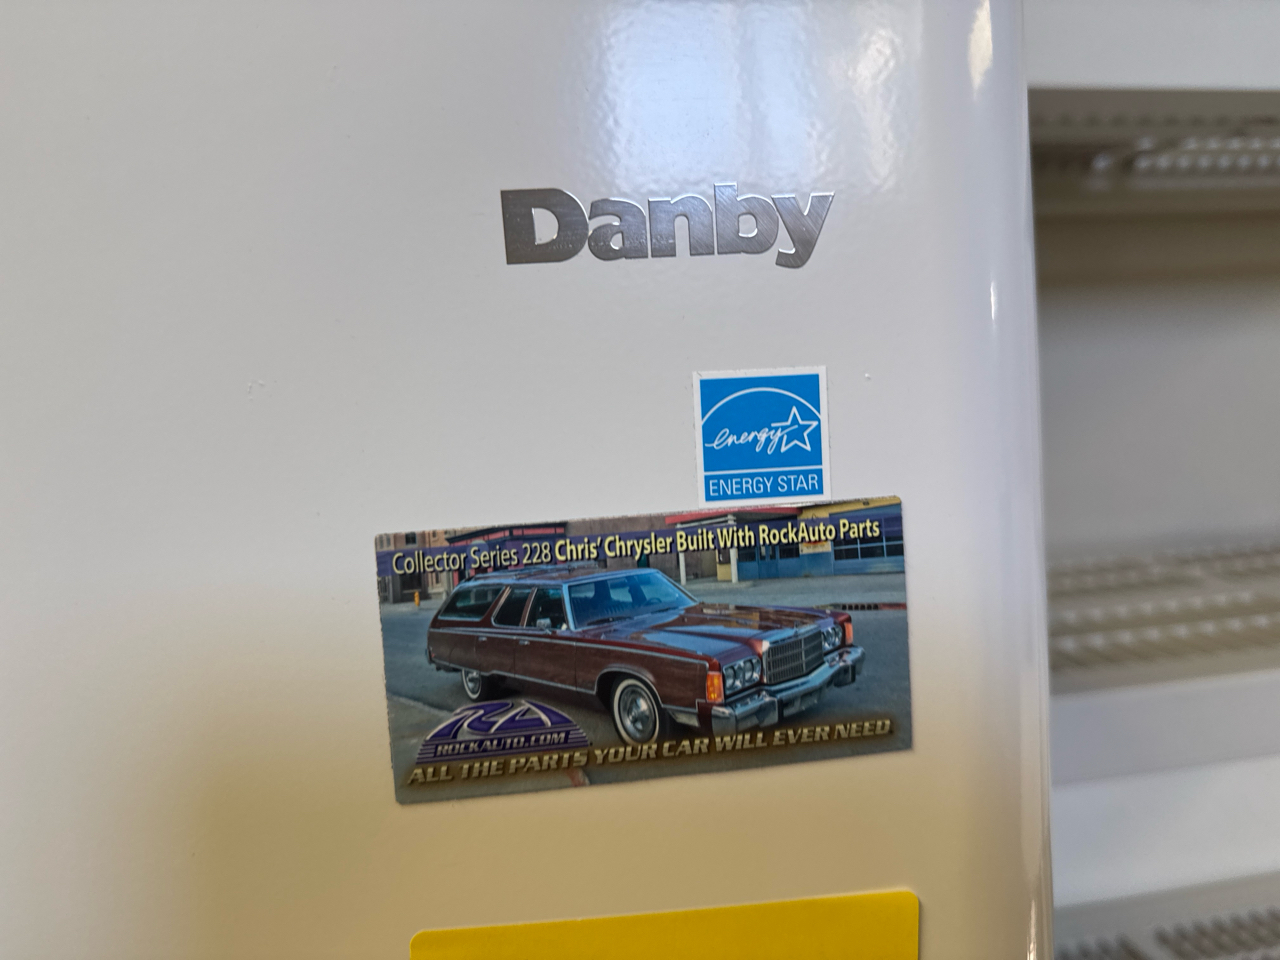 Danby
energy
ENERGY STAR
Collector Series 228 Chris' Chrysler Built With RockAuto Parts
RA
ROCKAUTO.COM
ALL THE PARTS YOUR CAR WILL EVER NEED